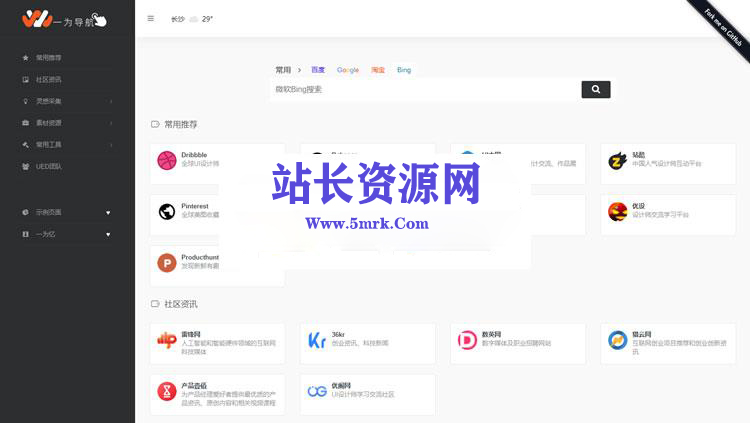 一为导航
长沙 29°
Fork me on GitHub
常用推荐
社区资讯
灵感采集
素材资源
常用工具
UED团队
示例页面
一为忆
常用 > 百度 Google 淘宝 Bing
微软Bing搜索
常用推荐
Dribbble
全球UI设计师
站酷
中国人气设计师互动平台
Pinterest
全球美图收藏
优设
设计师交流学习平台
Producthunt
发现新鲜有趣
站长资源网
Www.5mrk.Com
社区资讯
雷锋网
人工智能和智能硬件领域的互联网
科技媒体
36kr
创业资讯、科技新闻
数英网
数字媒体及职业招聘网站
猎云网
互联网创业项目推荐和创业创新资
讯
产品壹佰
为产品经理爱好者提供最优质的产
品资讯、原创内容和相关视频课程
优阁网
UI设计师学习交流社区